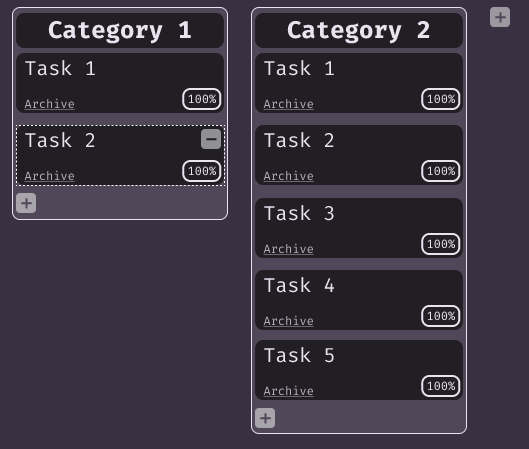 Category 1
Task 1
Archive 100%
Task 2
Archive 100%
Category 2
Task 1
Archive 100%
Task 2
Archive 100%
Task 3
Archive 100%
Task 4
Archive 100%
Task 5
Archive 100%